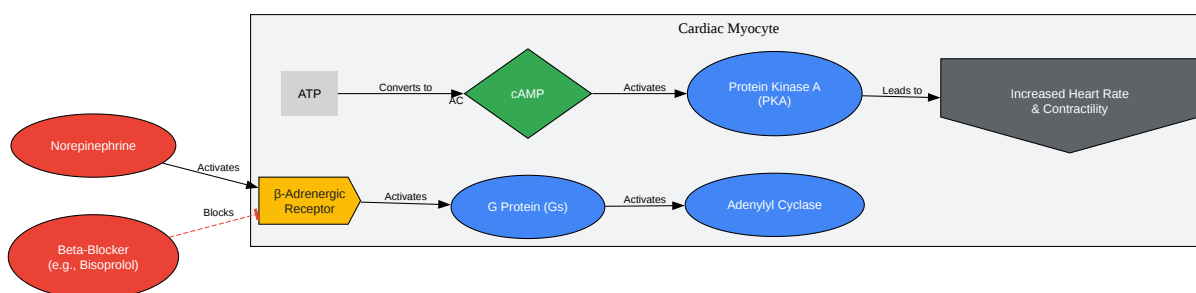 Cardiac Myocyte
ATP
Converts to
AC
cAMP
Activates
Protein Kinase A
(PKA)
Leads to
Increased Heart Rate
& Contractility
Norepinephrine
Activates
β-Adrenergic
Receptor
Activates
G Protein (Gs)
Activates
Adenylyl Cyclase
Blocks
Beta-Blocker
(e.g., Bisoprolol)